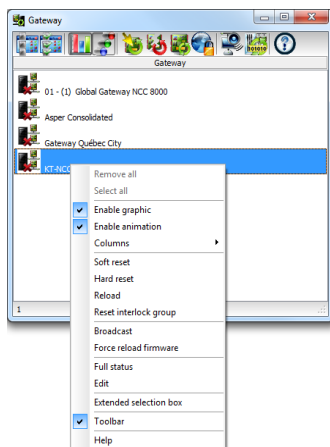 Gateway
Gateway
01 - (1) Global Gateway NCC 8000
Asper Consolidated
Gateway Québec City
KT-NCC
Remove all
Select all
Enable graphic
Enable animation
Columns
Soft reset
Hard reset
Reload
Reset interlock group
Broadcast
Force reload firmware
Full status
Edit
Extended selection box
1
Toolbar
Help